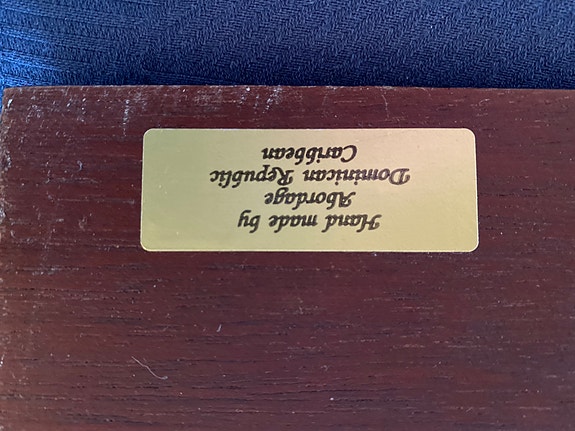 Hand made by
Abordage
Dominican Republic
Caribbean